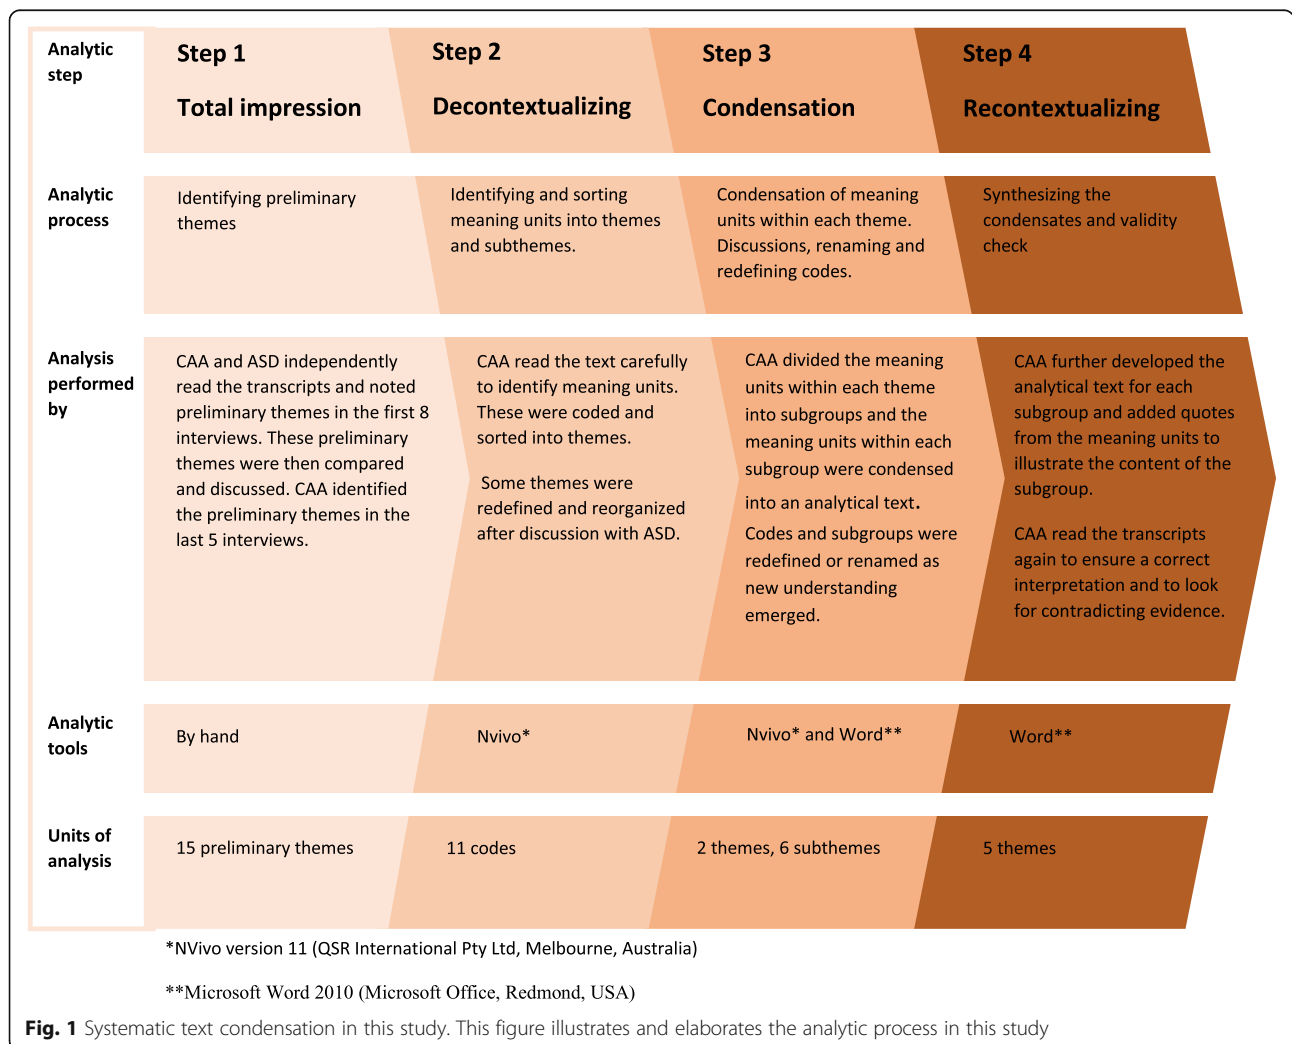 Analytic
step
Step 1
Total impression
Step 2
Decontextualizing
Step 3
Condensation
Step 4
Recontextualizing
Analytic
process
Identifying preliminary
themes
Identifying and sorting
meaning units into themes
and subthemes.
Condensation of meaning
units within each theme.
Discussions, renaming and
redefining codes.
Synthesizing the
condensates and validity
check
Analysis
performed
by
CAA and ASD independently
read the transcripts and noted
preliminary themes in the first 8
interviews. These preliminary
themes were then compared
and discussed. CAA identified
the preliminary themes in the
last 5 interviews.
CAA read the text carefully
to identify meaning units.
These were coded and
sorted into themes.
Some themes were
redefined and reorganized
after discussion with ASD.
CAA divided the meaning
units within each theme
into subgroups and the
meaning units within each
subgroup were condensed
into an analytical text.
Codes and subgroups were
redefined or renamed as
new understanding
emerged.
CAA further developed the
analytical text for each
subgroup and added quotes
from the meaning units to
illustrate the content of the
subgroup.
CAA read the transcripts
again to ensure a correct
interpretation and to look
for contradicting evidence.
Analytic
tools
By hand
Nvivo*
Nvivo* and Word**
Word**
Units of
analysis
15 preliminary themes
11 codes
2 themes, 6 subthemes
5 themes
*NVivo version 11 (QSR International Pty Ltd, Melbourne, Australia)
**Microsoft Word 2010 (Microsoft Office, Redmond, USA)
Fig. 1 Systematic text condensation in this study. This figure illustrates and elaborates the analytic process in this study